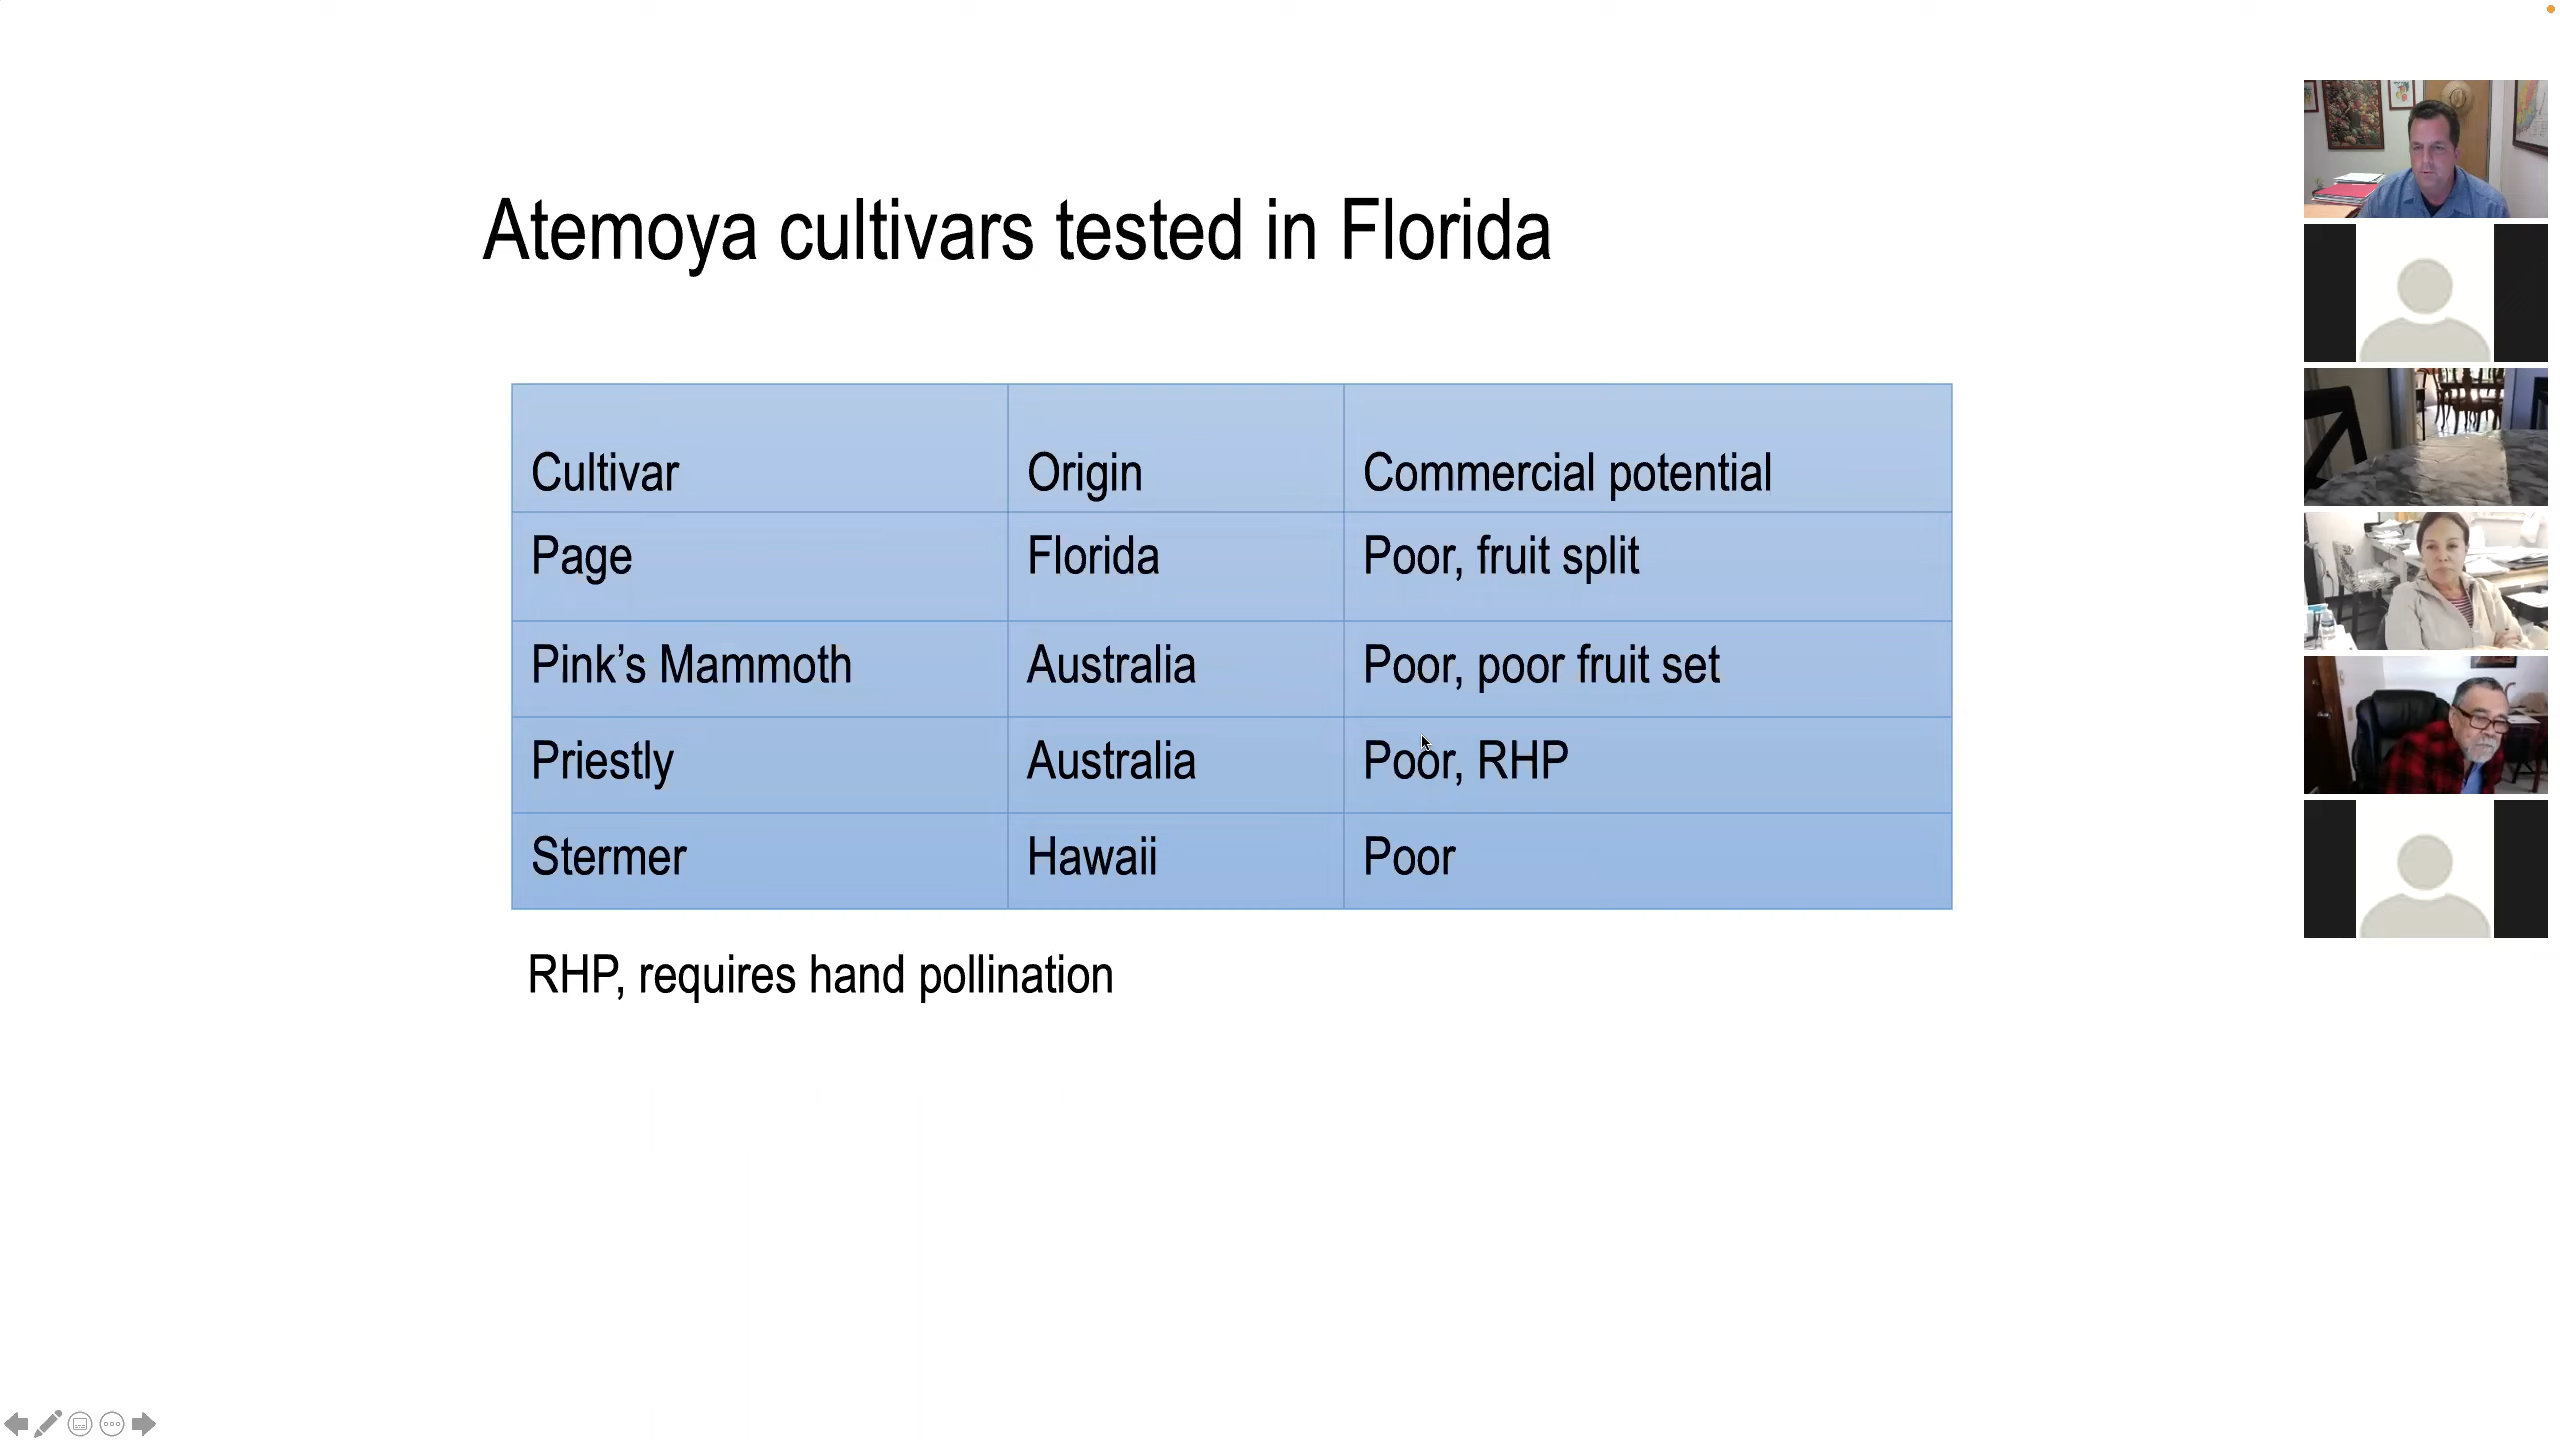 Atemoya cultivars tested in Florida
Cultivar Origin Commercial potential
Page Florida Poor, fruit split
Pink’s Mammoth Australia Poor, poor fruit set
Priestly Australia Poor, RHP
Stermer Hawaii Poor
RHP, requires hand pollination